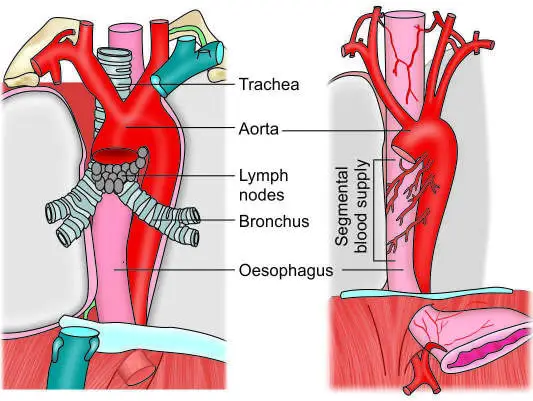 Trachea
Aorta
Lymph
nodes
Bronchus
Oesophagus
Segmental
blood supply